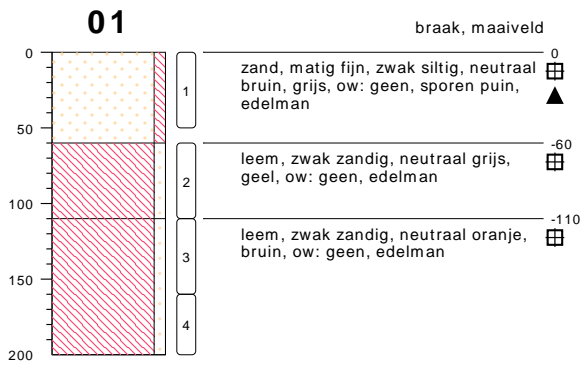 01
braak, maaiveld
0
50
100
150
200
1
2
3
4
0
zand, matig fijn, zwak siltig, neutraal
bruin, grijs, ow: geen, sporen puin,
edelman
-60
leem, zwak zandig, neutraal grijs,
geel, ow: geen, edelman
-110
leem, zwak zandig, neutraal oranje,
bruin, ow: geen, edelman